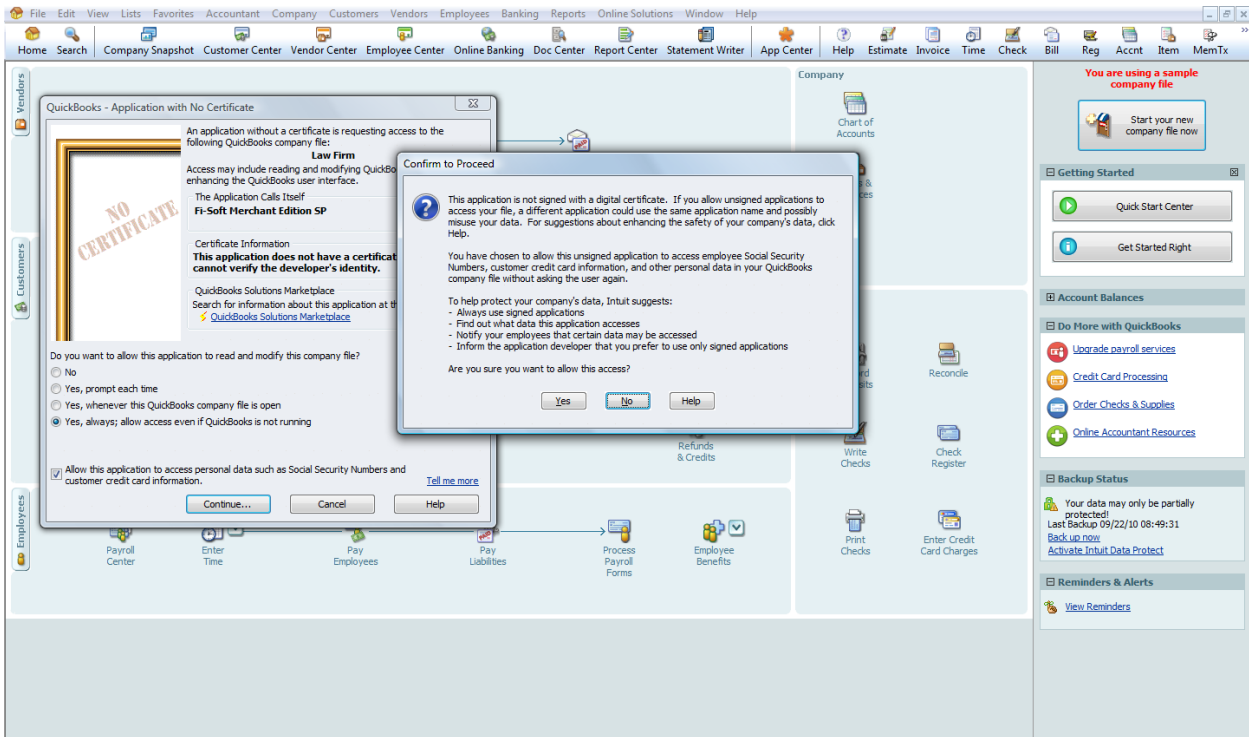 File Edit View Lists Favorites Accountant Company Customers Vendors Employees Banking Reports Online Solutions Window Help
Home Search Company Snapshot Customer Center Vendor Center Employee Center Online Banking Doc Center Report Center Statement Writer App Center Help Estimate Invoice Time Check Bill Reg Accnt Item MemTx
Vendors
Customers
Employees
QuickBooks - Application with No Certificate
NO
CERTIFICATE
An application without a certificate is requesting access to the
following QuickBooks company file:
Law Firm
Access may include reading and modifying QuickBo
enhancing the QuickBooks user interface.
The Application Calls Itself
Fi-Soft Merchant Edition SP
Certificate Information
This application does not have a certificat
cannot verify the developer's identity.
QuickBooks Solutions Marketplace
Search for information about this application at th
QuickBooks Solutions Marketplace
Do you want to allow this application to read and modify this company file?
No
Yes, prompt each time
Yes, whenever this QuickBooks company file is open
Yes, always; allow access even if QuickBooks is not running
Allow this application to access personal data such as Social Security Numbers and
customer credit card information.
Tell me more
Continue... Cancel Help
Confirm to Proceed
This application is not signed with a digital certificate. If you allow unsigned applications to
access your file, a different application could use the same application name and possibly
misuse your data. For suggestions about enhancing the safety of your company's data, click
Help.
You have chosen to allow this unsigned application to access employee Social Security
Numbers, customer credit card information, and other personal data in your QuickBooks
company file without asking the user again.
To help protect your company's data, Intuit suggests:
- Always use signed applications
- Find out what data this application accesses
- Notify your employees that certain data may be accessed
- Inform the application developer that you prefer to use only signed applications
Are you sure you want to allow this access?
Yes No Help
Company
Chart of
Accounts
Reconcile
Refunds
& Credits
Write
Checks
Check
Register
Print
Checks
Enter Credit
Card Charges
Payroll
Center
Enter
Time
Pay
Employees
Pay
Liabilities
Process
Payroll
Forms
Employee
Benefits
You are using a sample
company file
Start your new
company file now
Getting Started
Quick Start Center
Get Started Right
Account Balances
Do More with QuickBooks
Upgrade payroll services
Credit Card Processing
Order Checks & Supplies
Online Accountant Resources
Backup Status
Your data may only be partially
protected!
Last Backup 09/22/10 08:49:31
Back up now
Activate Intuit Data Protect
Reminders & Alerts
View Reminders